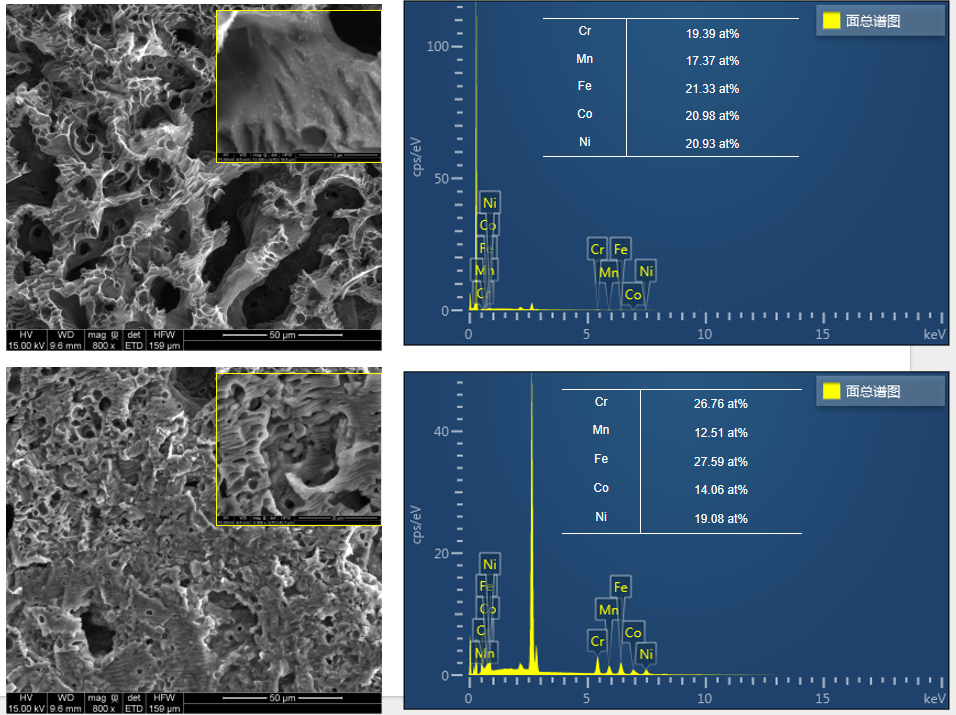 HV WD mag det HFW 50 µm
15.00 kV 9.6 mm 800 x ETD 159 µm
面总谱图
Cr 19.39 at%
Mn 17.37 at%
Fe 21.33 at%
Co 20.98 at%
Ni 20.93 at%
cps/eV
100
50
0
Ni
Co
Fe
Mn
C
Cr
Fe
Mn
Ni
Co
0 5 10 15 keV
HV WD mag det HFW 50 µm
15.00 kV 9.6 mm 800 x ETD 159 µm
面总谱图
Cr 26.76 at%
Mn 12.51 at%
Fe 27.59 at%
Co 14.06 at%
Ni 19.08 at%
cps/eV
40
20
0
Ni
Fe
Co
C
Mn
Fe
Mn
Co
Cr
Ni
0 5 10 15 keV